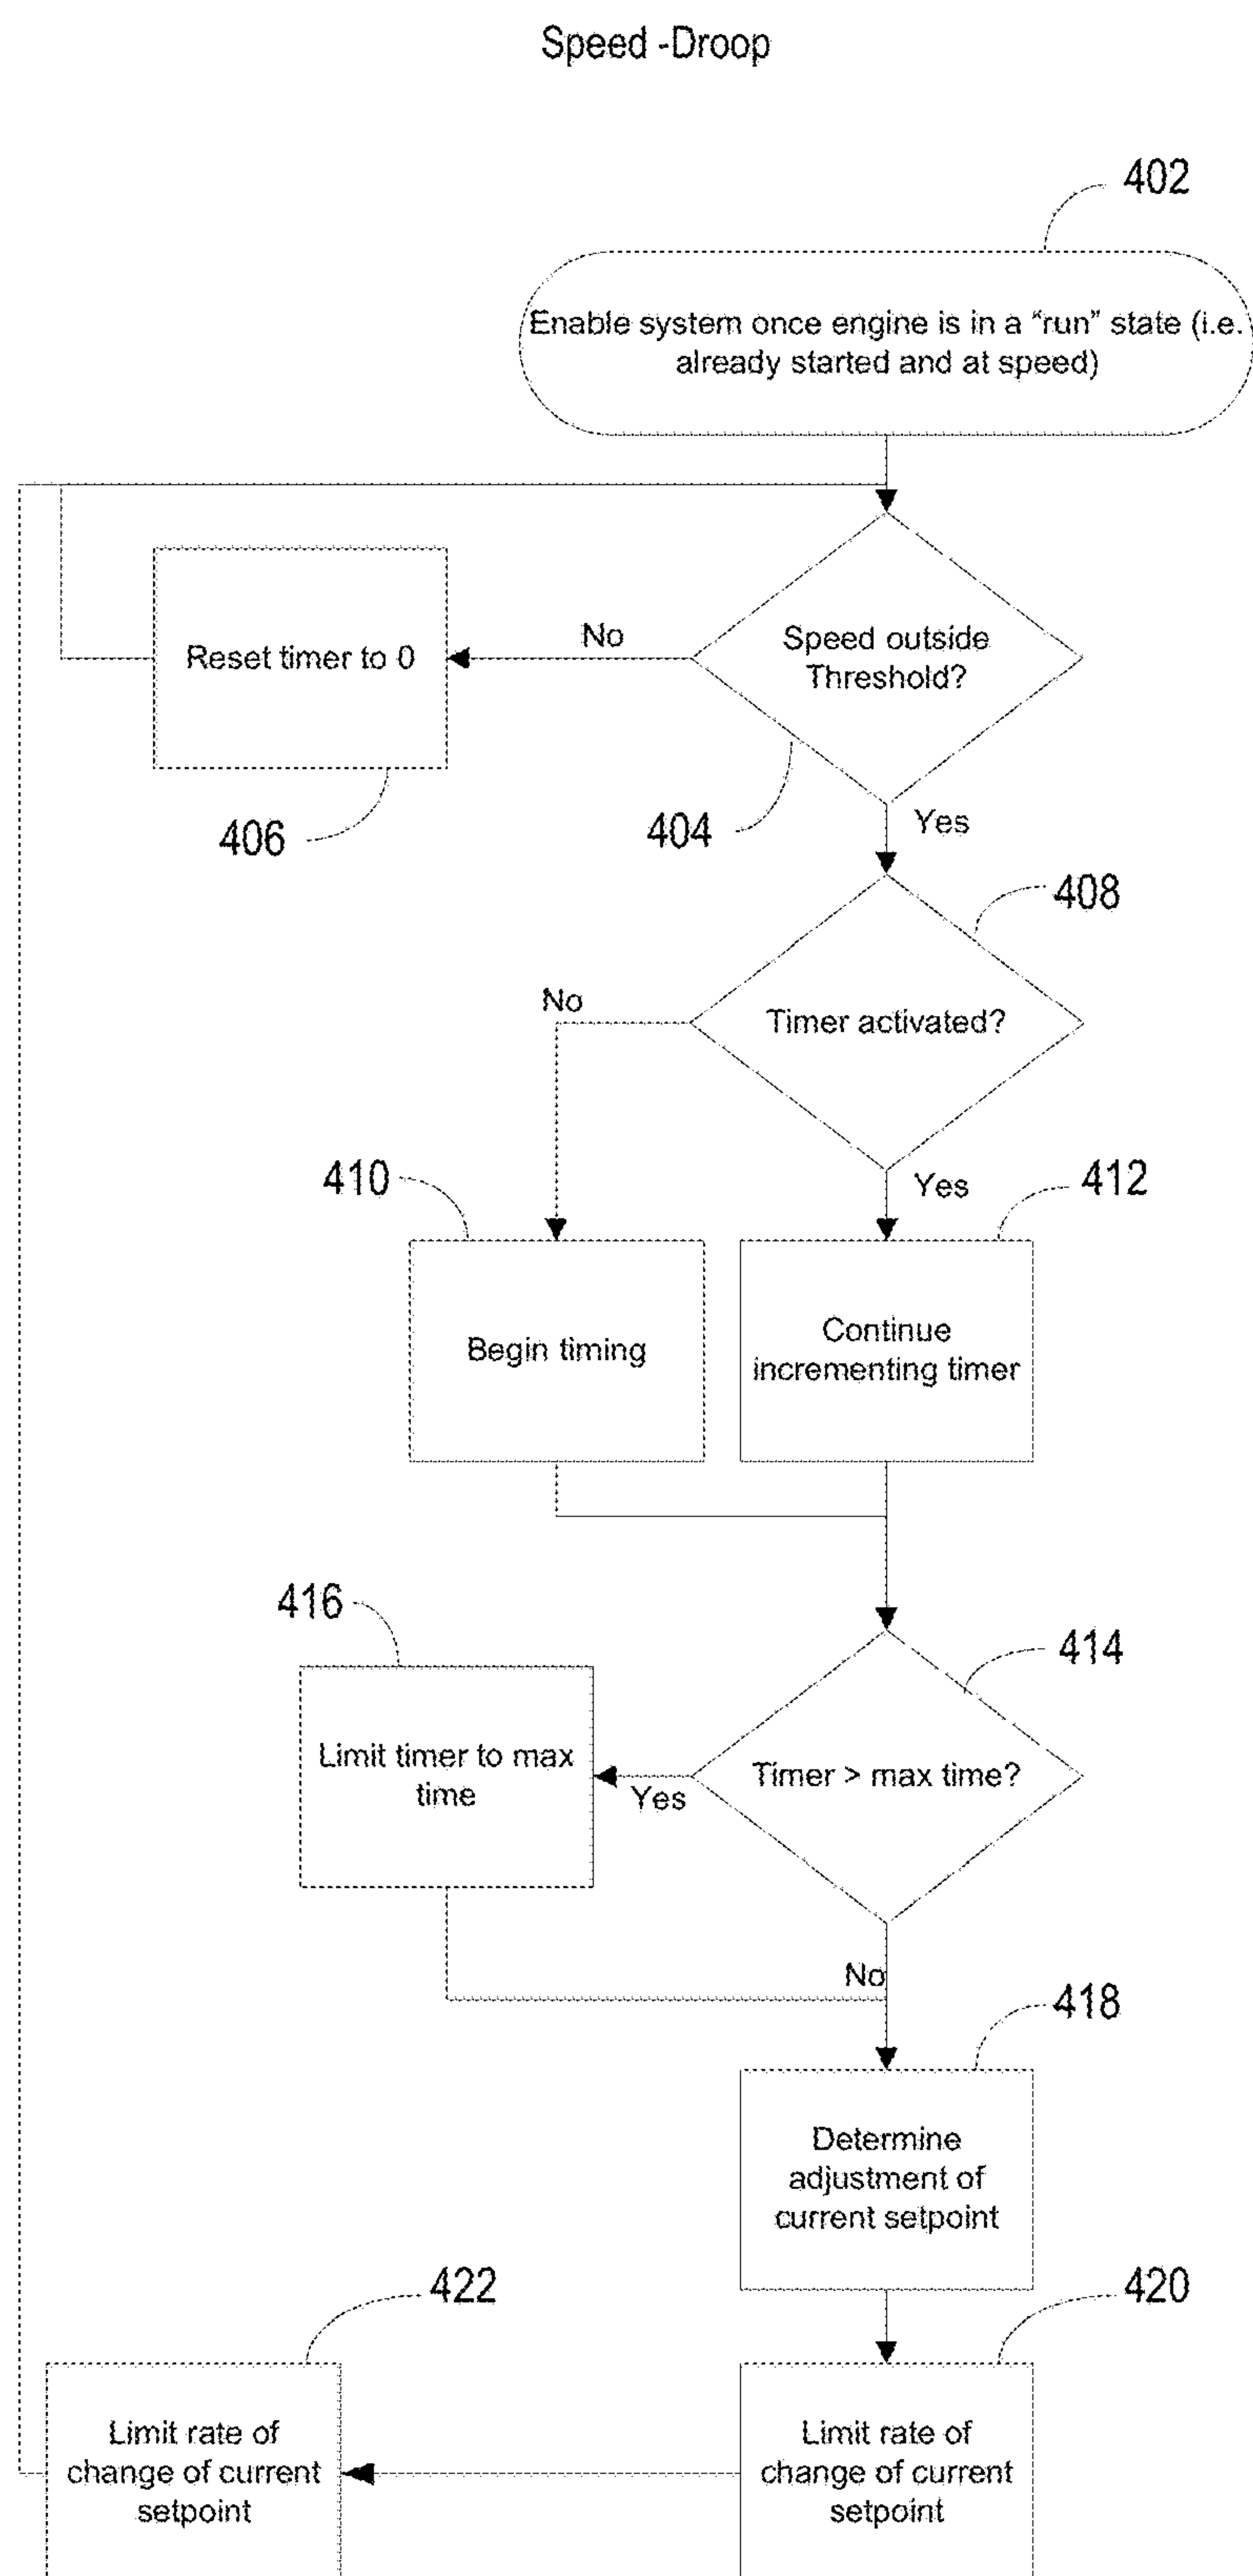 Speed -Droop
402
Enable system once engine is in a “run” state (i.e.
already started and at speed)
Speed outside
Threshold?
No
Reset timer to 0
406
404
Yes
408
Timer activated?
No
Yes
410
412
Begin timing
Continue
incrementing timer
416
414
Timer > max time?
Yes
Limit timer to max
time
No
418
Determine
adjustment of
current setpoint
422
420
Limit rate of
change of current
setpoint
Limit rate of
change of current
setpoint